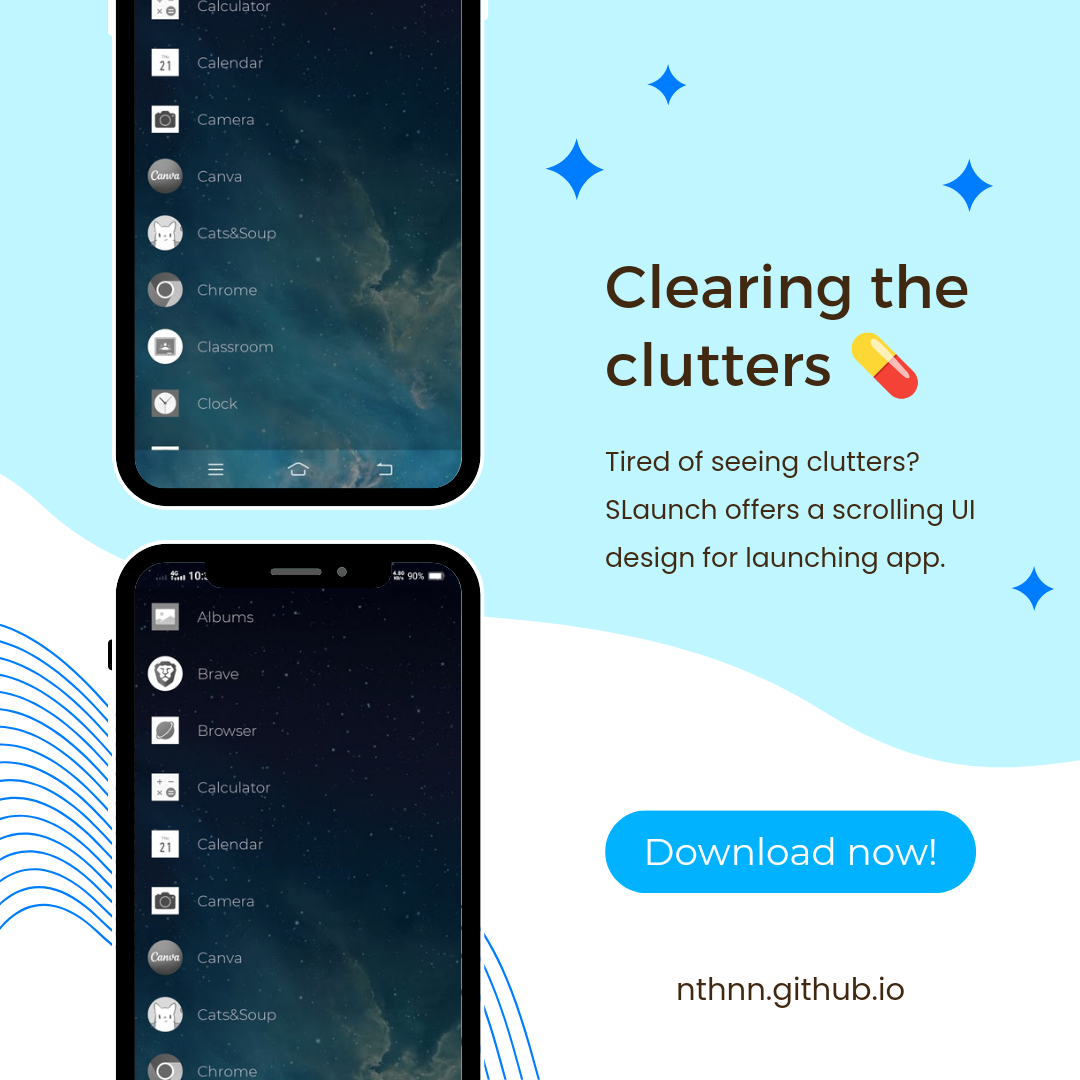 Calculator
21
Calendar
Camera
Canva
Canva
Cats&Soup
Chrome
Classroom
Clock
Clearing the
clutters
Tired of seeing clutters?
SLaunch offers a scrolling UI
design for launching app.
4G
90%
Albums
Brave
Browser
Calculator
21
Calendar
Camera
Canva
Canva
Cats&Soup
Chrome
Download now!
nthnn.github.io